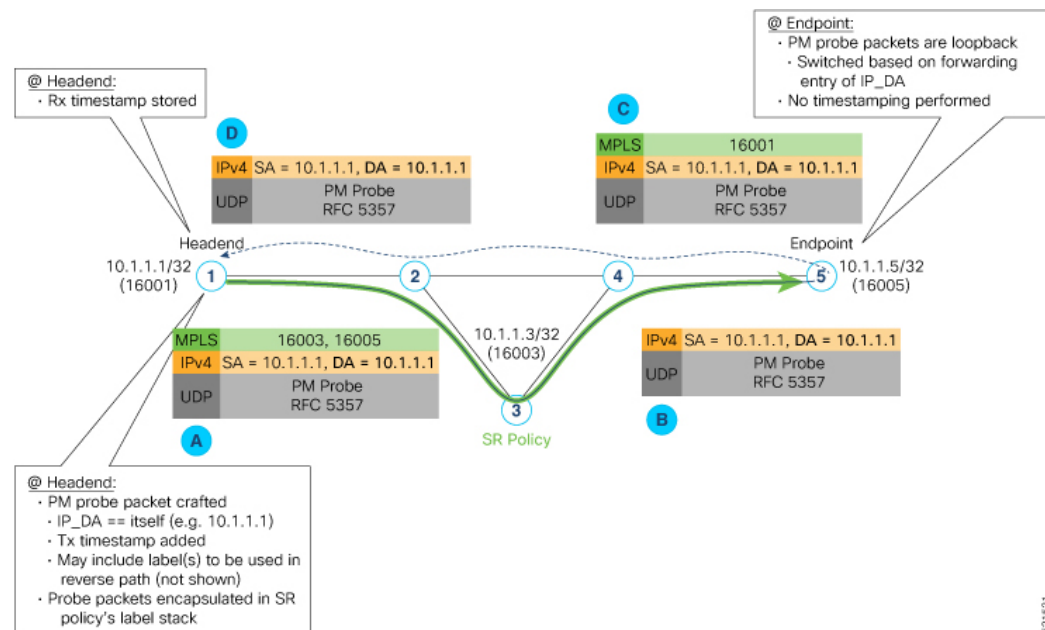 @ Endpoint:
· PM probe packets are loopback
· Switched based on forwarding
entry of IP_DA
· No timestamping performed
@ Headend:
· Rx timestamp stored
D
IPv4 SA = 10.1.1.1, DA = 10.1.1.1
UDP
PM Probe
RFC 5357
C
MPLS 16001
IPv4 SA = 10.1.1.1, DA = 10.1.1.1
UDP
PM Probe
RFC 5357
Headend
10.1.1.1/32
(16001)
1
2
4
Endpoint
5
10.1.1.5/32
(16005)
10.1.1.3/32
(16003)
3
SR Policy
MPLS 16003, 16005
IPv4 SA = 10.1.1.1, DA = 10.1.1.1
UDP
PM Probe
RFC 5357
A
IPv4 SA = 10.1.1.1, DA = 10.1.1.1
UDP
PM Probe
RFC 5357
B
@ Headend:
· PM probe packet crafted
· IP_DA == itself (e.g. 10.1.1.1)
· Tx timestamp added
· May include label(s) to be used in
reverse path (not shown)
· Probe packets encapsulated in SR
policy's label stack